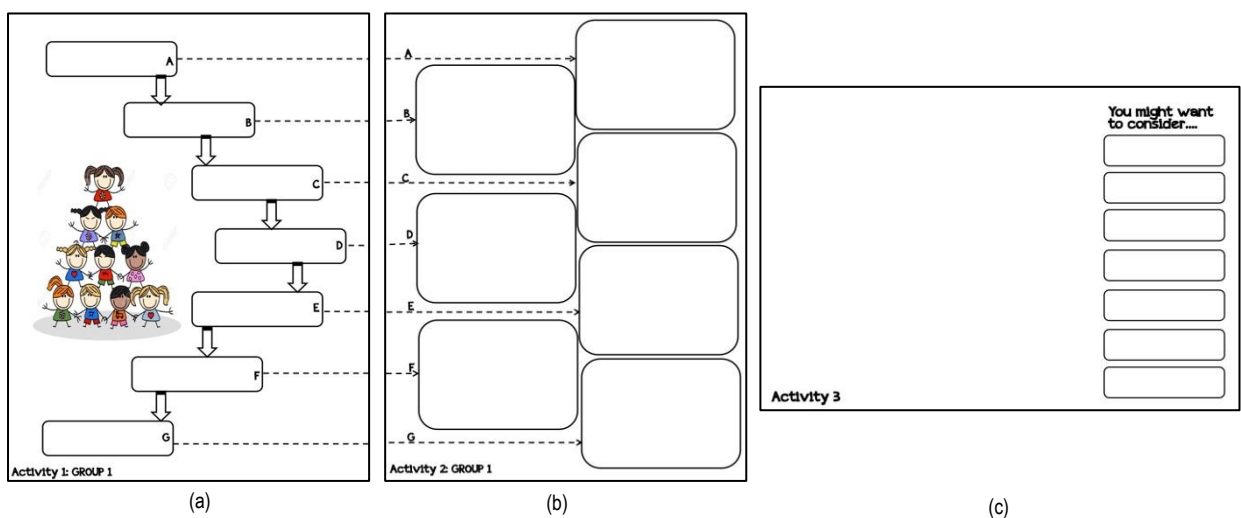 A
B
C
D
E
F
G
Activity 1: GROUP 1
(a)
A
B
C
D
E
F
G
Activity 2: GROUP 1
(b)
You might want
to consider....
Activity 3
(c)